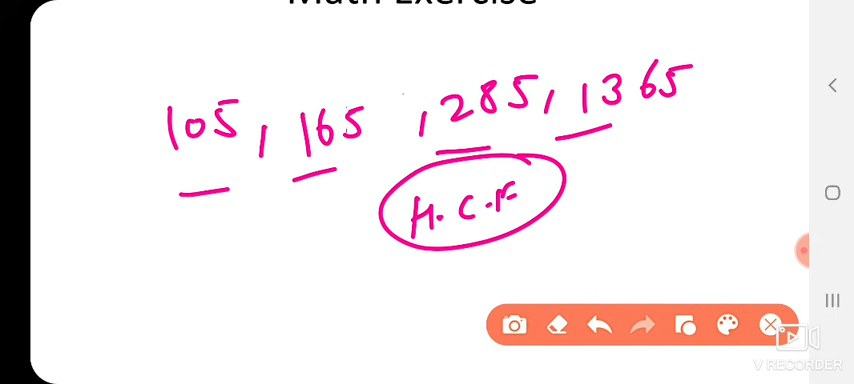 Math Exercise
105, 165, 285, 1365
H.C.F
V RECORDER